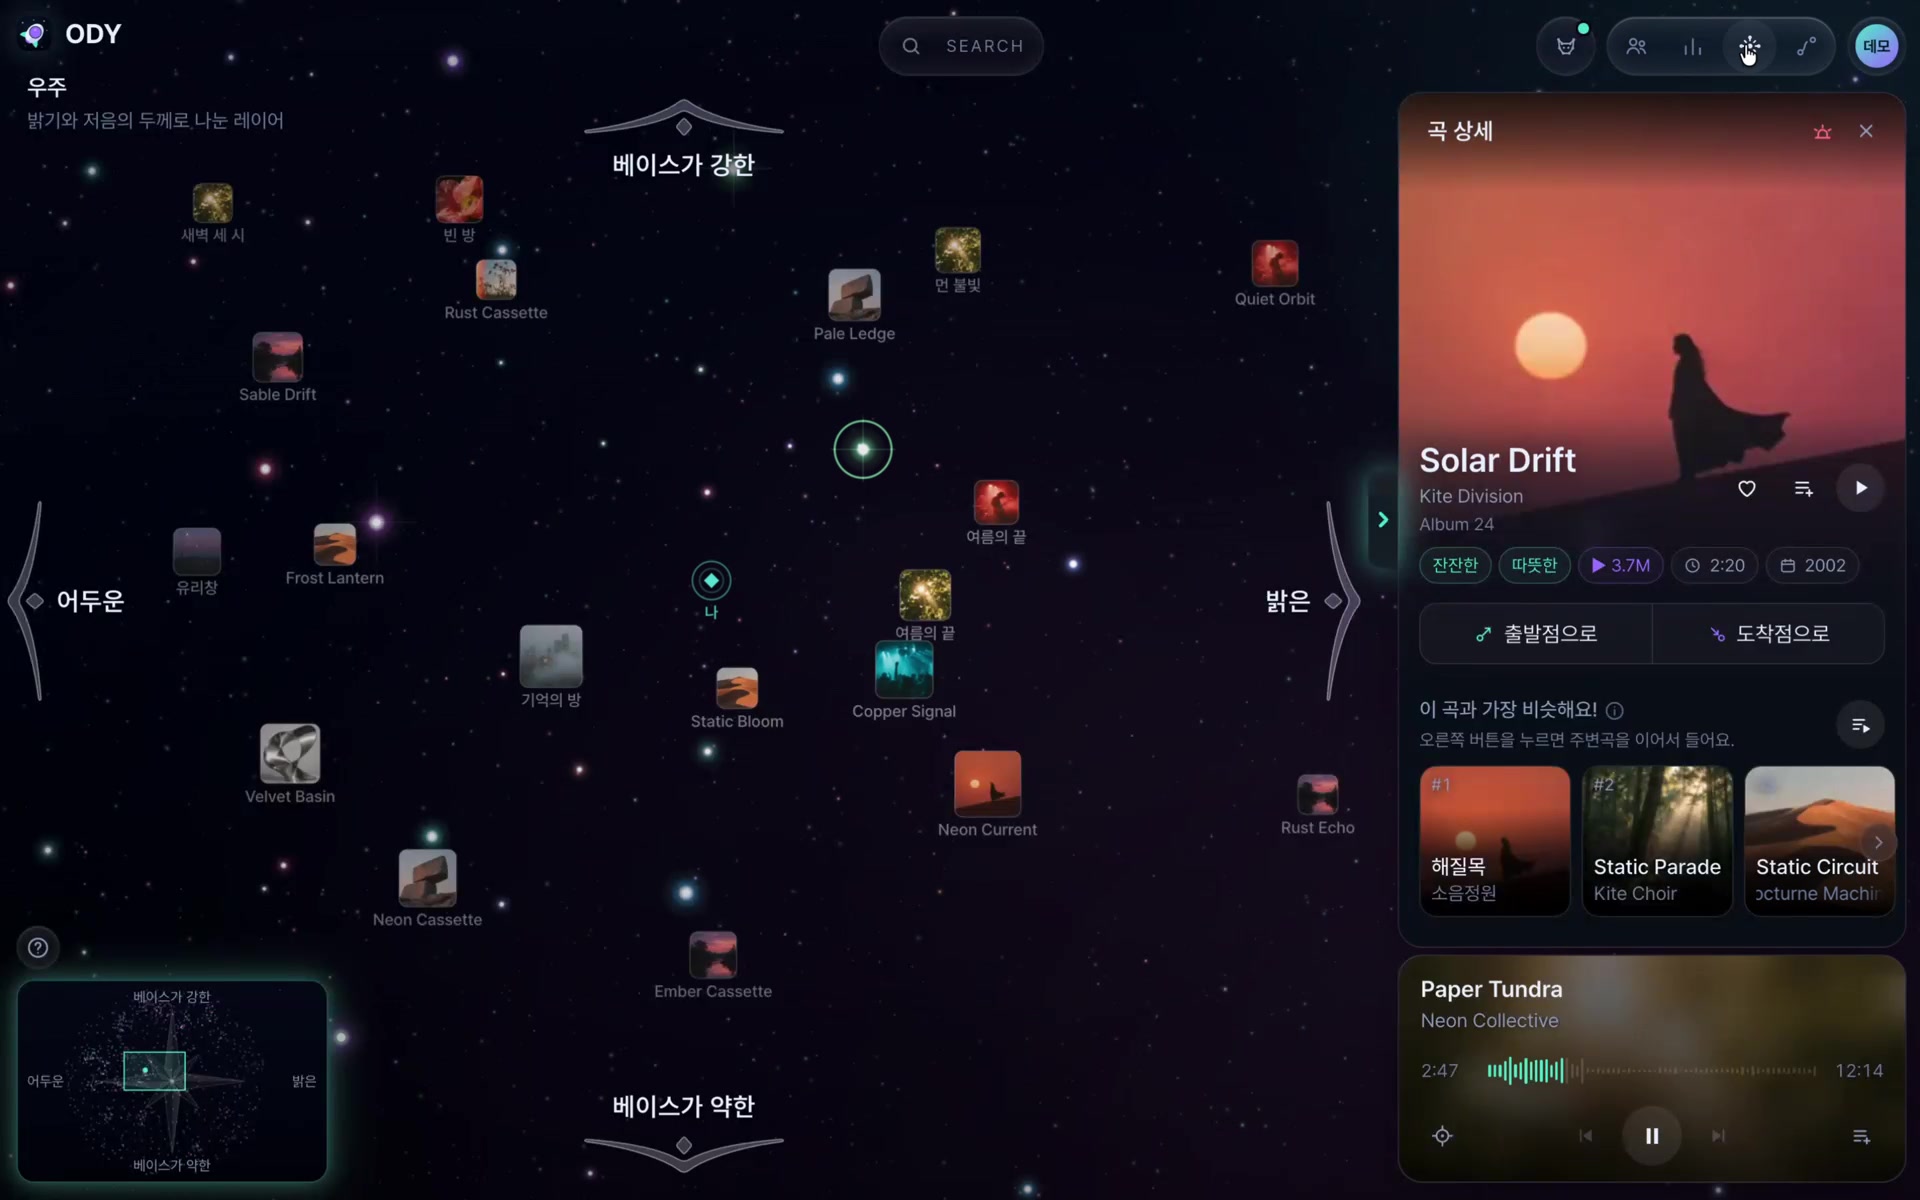 ODY
SEARCH
데모
우주
밝기와 저음의 두께로 나눈 레이어
베이스가 강한
새벽 세 시
빈 방
Rust Cassette
먼 불빛
Pale Ledge
Quiet Orbit
Sable Drift
여름의 끝
유리창
Frost Lantern
어두운
밝은
나
여름의 끝
기억의 방
Static Bloom
Copper Signal
Velvet Basin
Neon Current
Rust Echo
Neon Cassette
Ember Cassette
베이스가 약한
베이스가 강한
어두운
밝은
베이스가 약한
곡 상세
Solar Drift
Kite Division
Album 24
잔잔한
따뜻한
3.7M
2:20
2002
출발점으로
도착점으로
이 곡과 가장 비슷해요!
오른쪽 버튼을 누르면 주변곡을 이어서 들어요.
#1
해질목
소음정원
#2
Static Parade
Kite Choir
Static Circuit
octurne Machin
Paper Tundra
Neon Collective
2:47
12:14